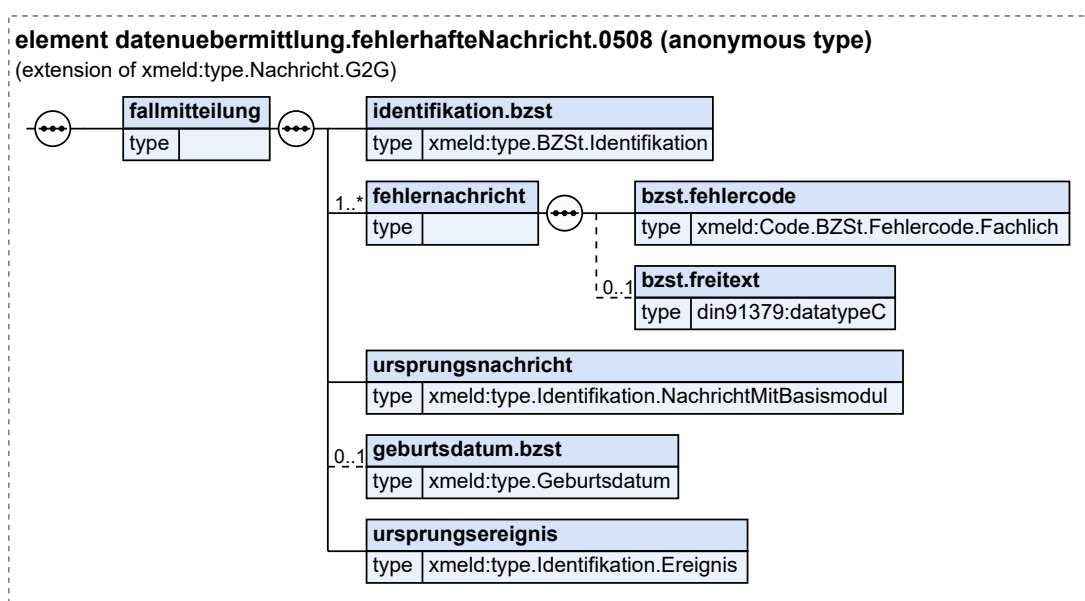 element datenuebermittlung.fehlerhafteNachricht.0508 (anonymous type)
(extension of xmeld:type.Nachricht.G2G)
fallmitteilung
type
identifikation.bzst
type xmeld:type.BZSt.Identifikation
1..*
fehlernachricht
type
bzst.fehlercode
type xmeld:Code.BZSt.Fehlercode.Fachlich
0..1
bzst.freitext
type din91379:datatypeC
ursprungsnachricht
type xmeld:type.Identifikation.NachrichtMitBasismodul
0..1
geburtsdatum.bzst
type xmeld:type.Geburtsdatum
ursprungsereignis
type xmeld:type.Identifikation.Ereignis